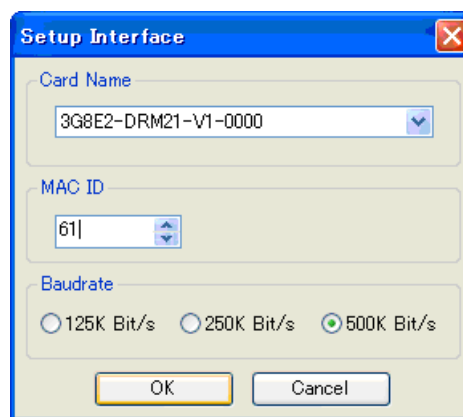 Setup Interface
Card Name
3G8E2-DRM21-V1-0000
MAC ID
61
Baudrate
125K Bit/s 250K Bit/s 500K Bit/s
OK Cancel